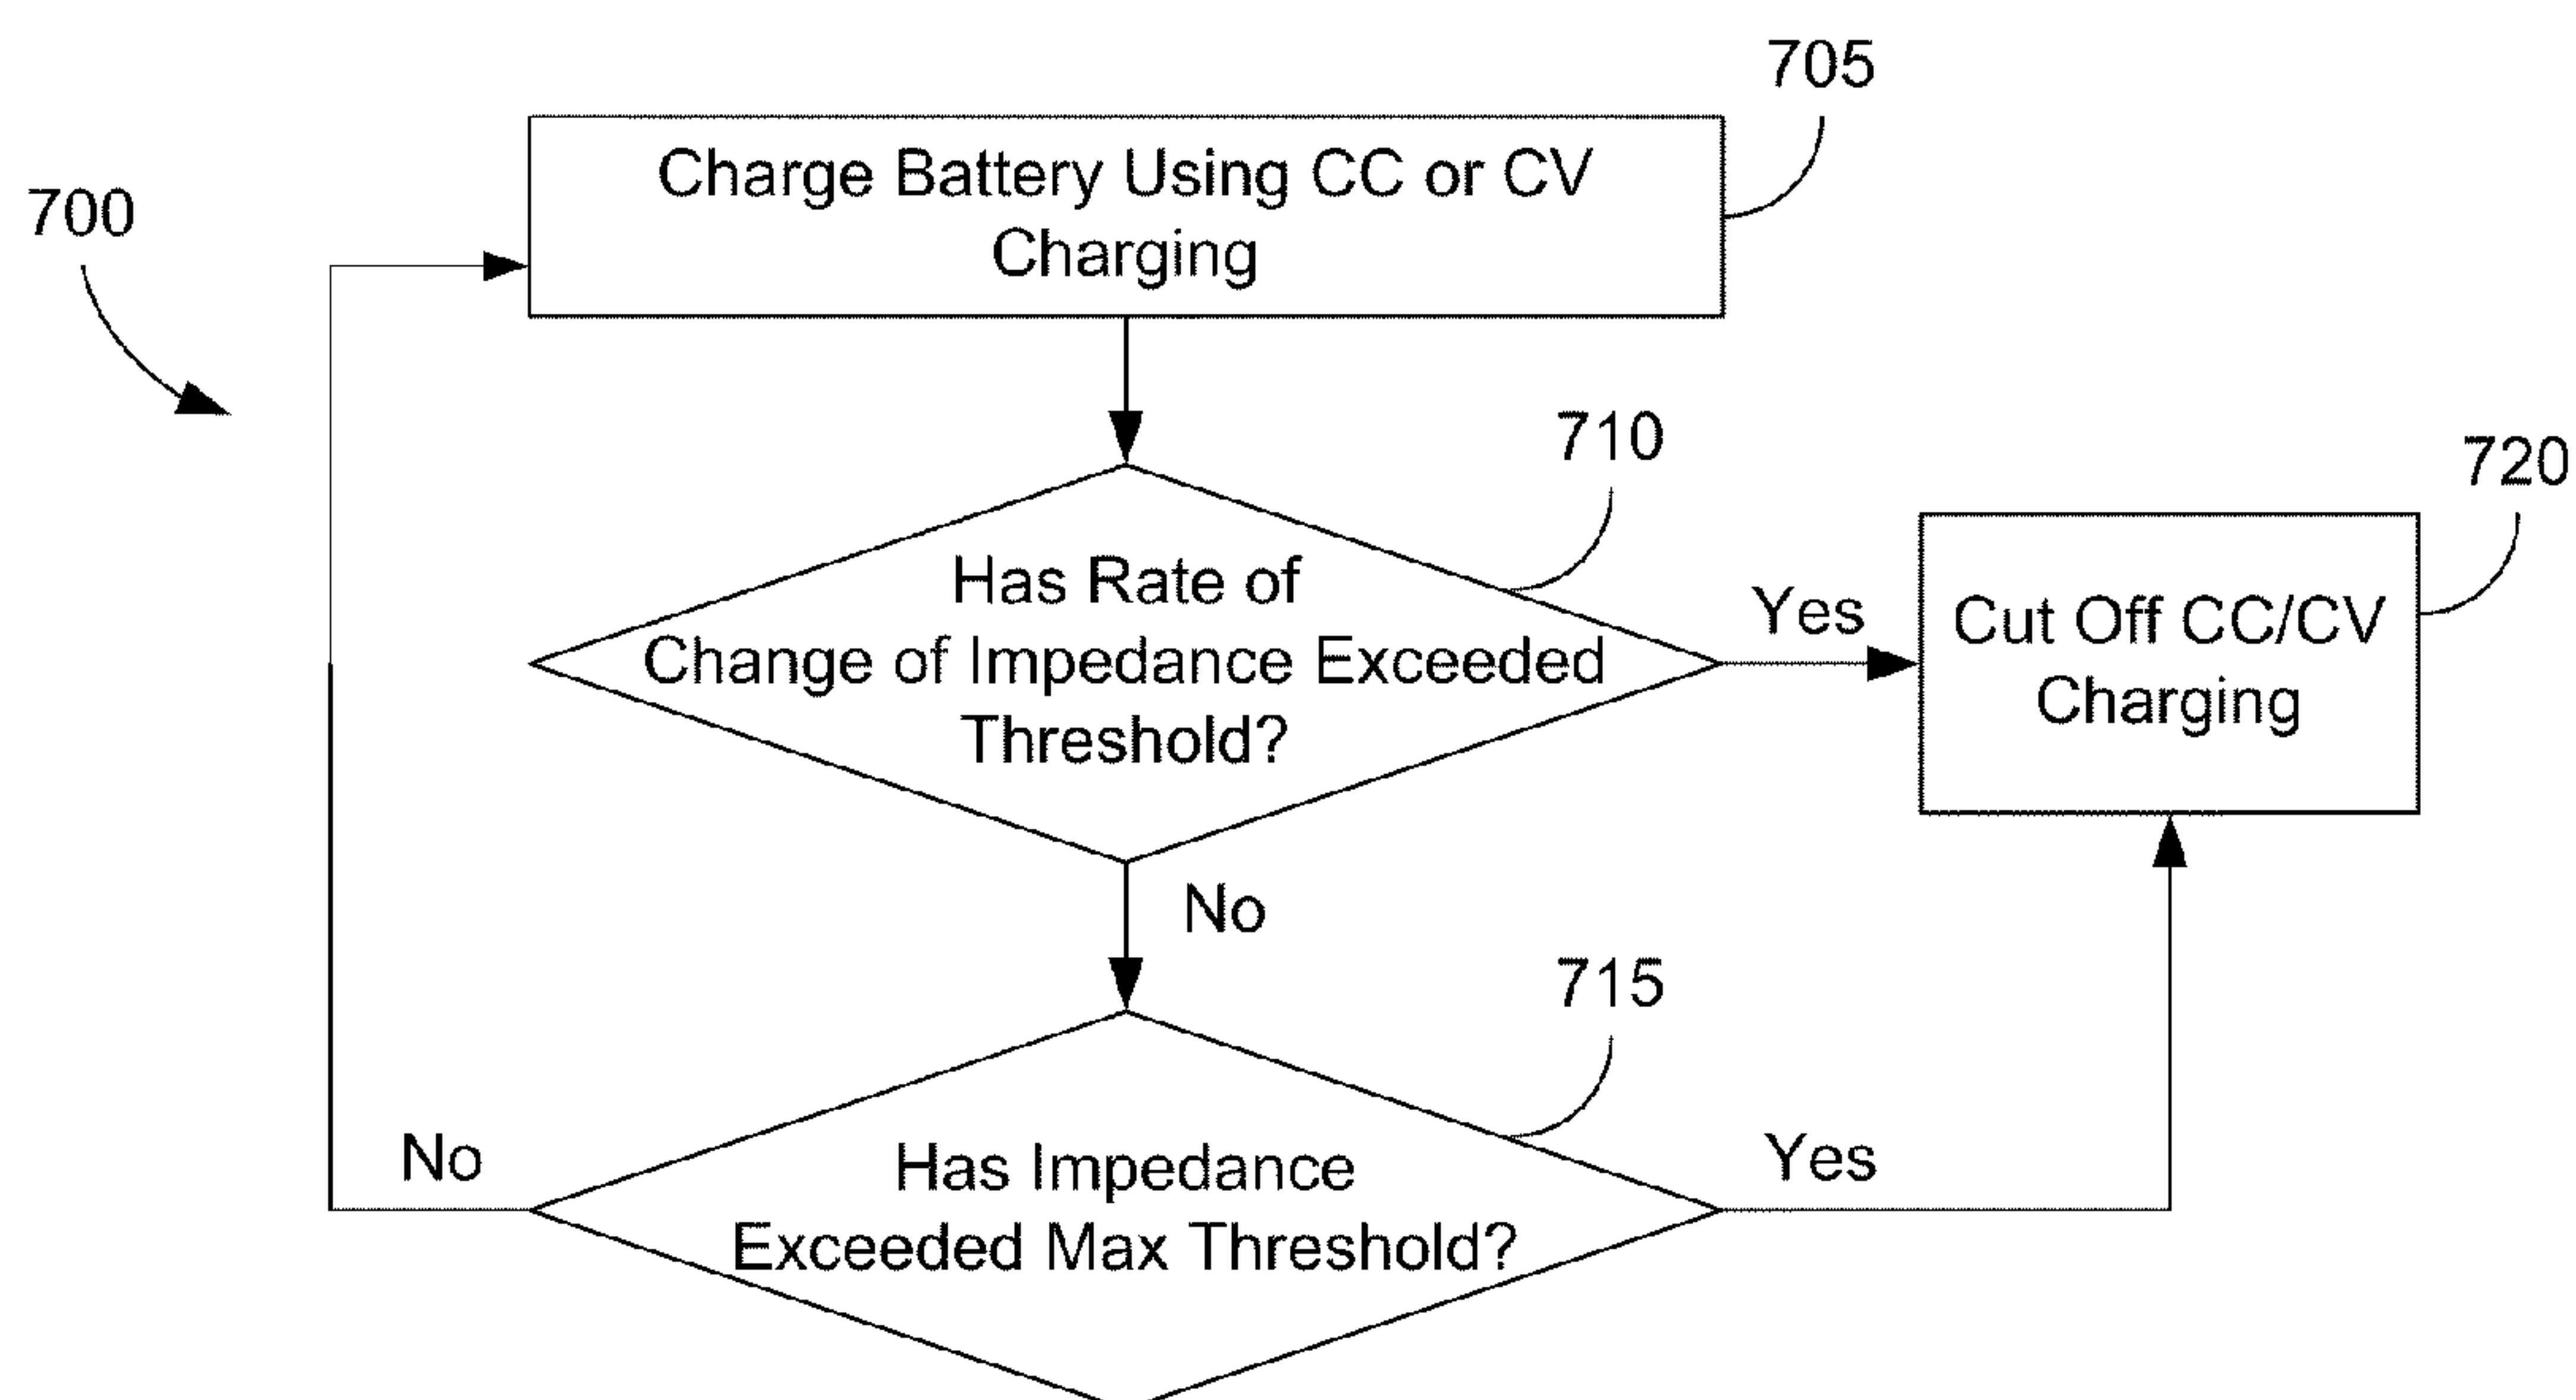 705
Charge Battery Using CC or CV
Charging
700
710
720
Has Rate of
Change of Impedance Exceeded
Threshold?
Yes
Cut Off CC/CV
Charging
No
715
No
Has Impedance
Exceeded Max Threshold?
Yes